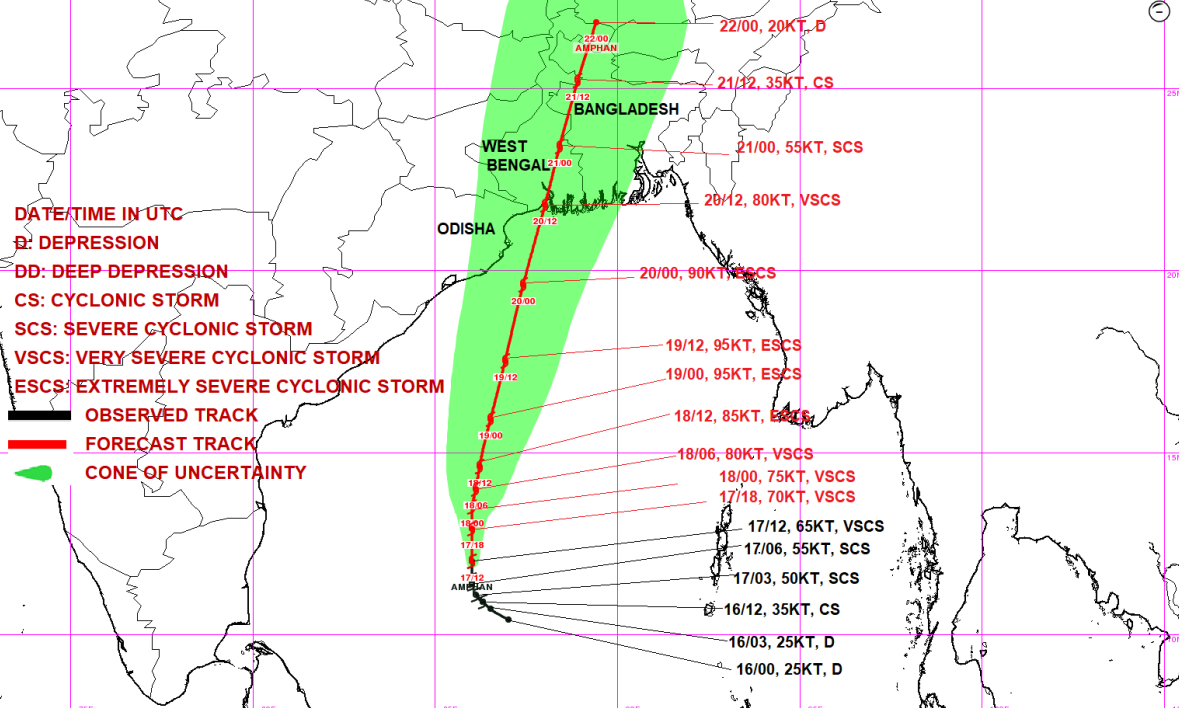 22/00, 20KT, D
22/00
AMPHAN
21/12, 35KT, CS
21/12
BANGLADESH
WEST
BENGAL
21/00, 55KT, SCS
21/00
20/12, 80KT, VSCS
20/12
ODISHA
DATE/TIME IN UTC
D: DEPRESSION
DD: DEEP DEPRESSION
CS: CYCLONIC STORM
SCS: SEVERE CYCLONIC STORM
VSCS: VERY SEVERE CYCLONIC STORM
ESCS: EXTREMELY SEVERE CYCLONIC STORM
OBSERVED TRACK
FORECAST TRACK
CONE OF UNCERTAINTY
20/00, 90KT, ESCS
20/00
19/12, 95KT, ESCS
19/12
19/00, 95KT, ESCS
19/00
18/12, 85KT, ESCS
18/12
18/06, 80KT, VSCS
18/06
18/00, 75KT, VSCS
18/00
17/18, 70KT, VSCS
17/18
17/12, 65KT, VSCS
17/12
AMPHAN
17/06, 55KT, SCS
17/03, 50KT, SCS
16/12, 35KT, CS
16/03, 25KT, D
16/00, 25KT, D